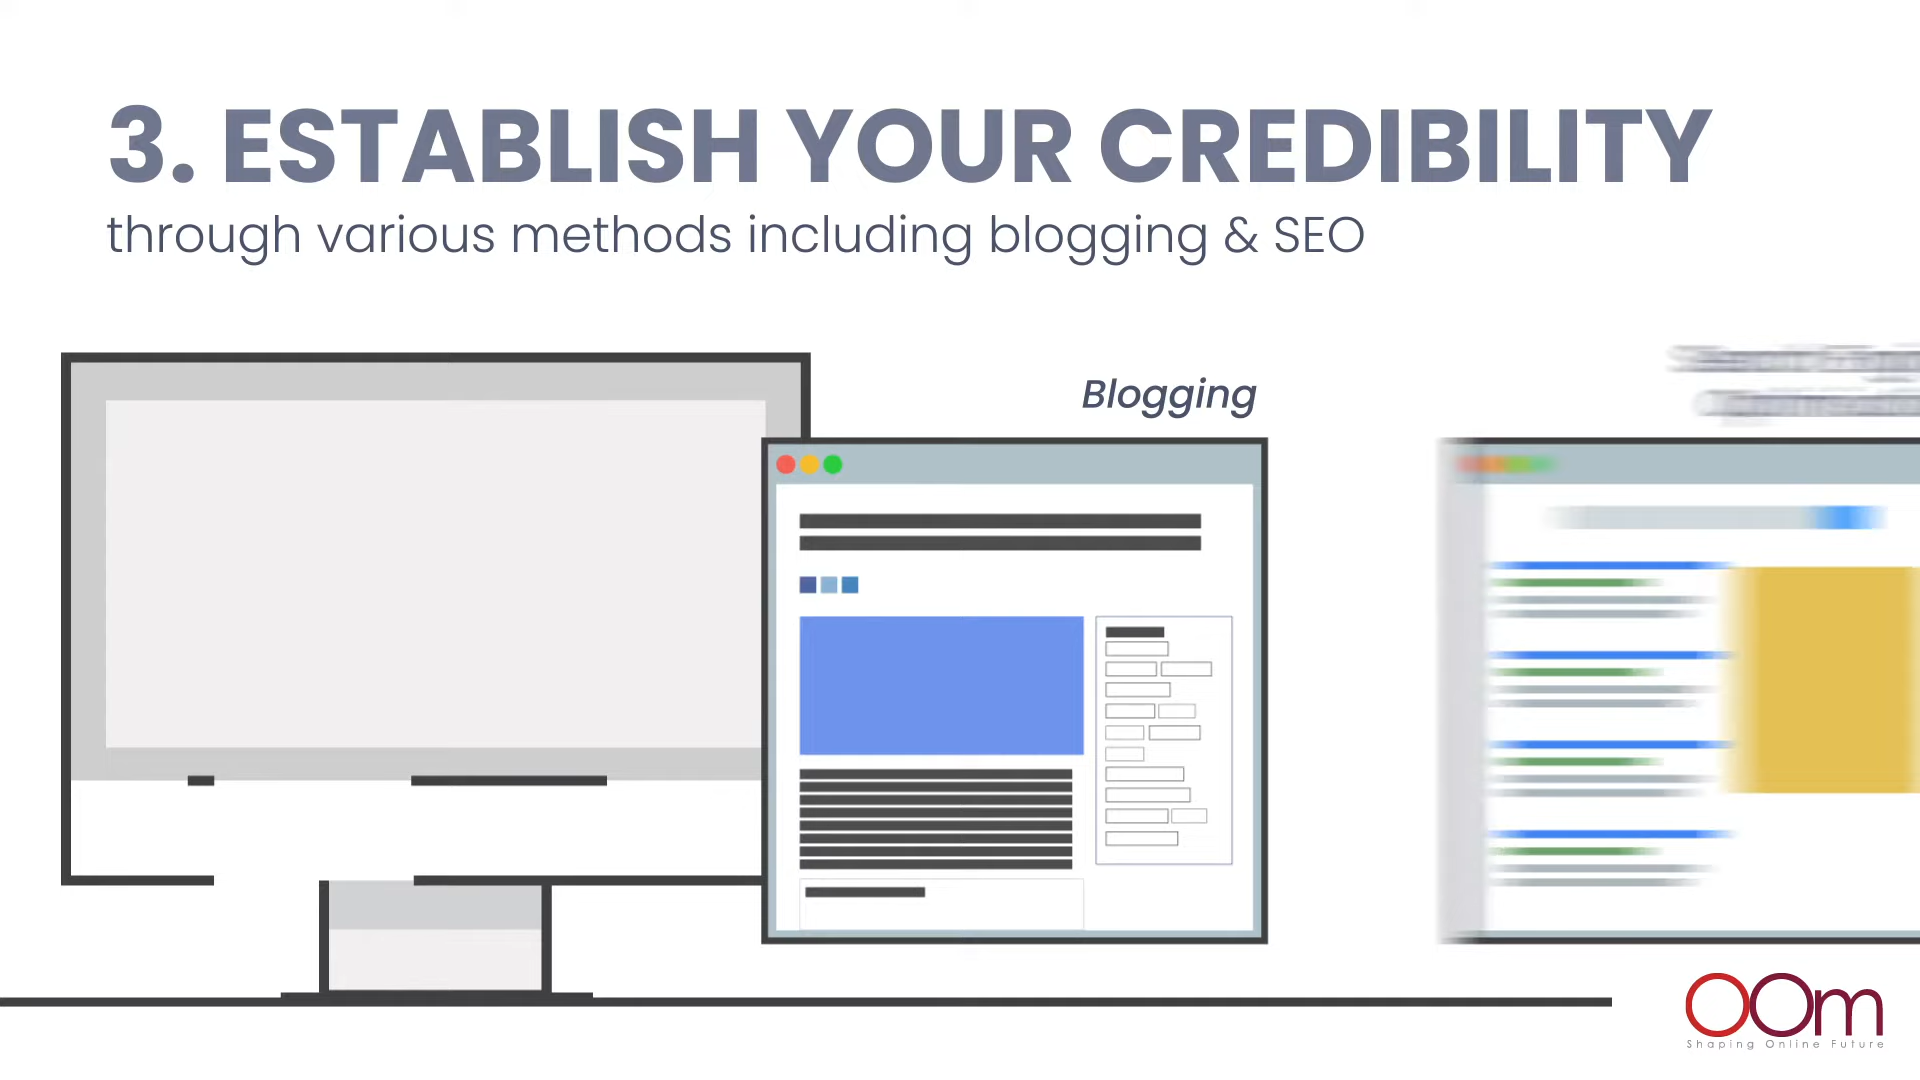 3. ESTABLISH YOUR CREDIBILITY
through various methods including blogging & SEO
Blogging
OOm
Shaping Online Future